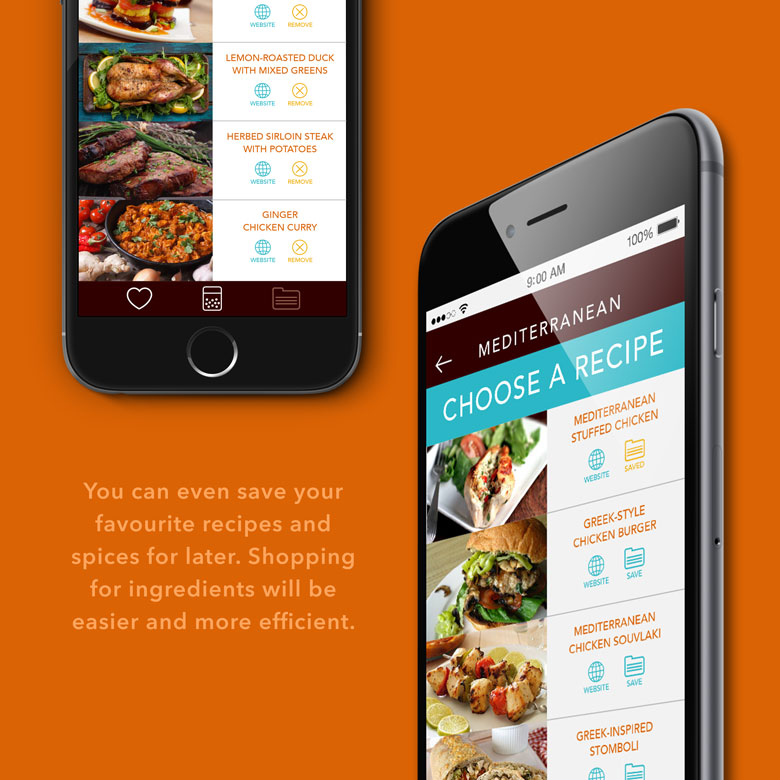 WEBSITE REMOVE
LEMON-ROASTED DUCK
WITH MIXED GREENS
WEBSITE REMOVE
HERBED SIRLOIN STEAK
WITH POTATOES
WEBSITE REMOVE
GINGER
CHICKEN CURRY
WEBSITE REMOVE
You can even save your
favourite recipes and
spices for later. Shopping
for ingredients will be
easier and more efficient.
9:00 AM 100%
MEDITERRANEAN
CHOOSE A RECIPE
MEDITERRANEAN
STUFFED CHICKEN
WEBSITE SAVED
GREEK-STYLE
CHICKEN BURGER
WEBSITE SAVE
MEDITERRANEAN
CHICKEN SOUVLAKI
WEBSITE SAVE
GREEK-INSPIRED
STOMBOLI